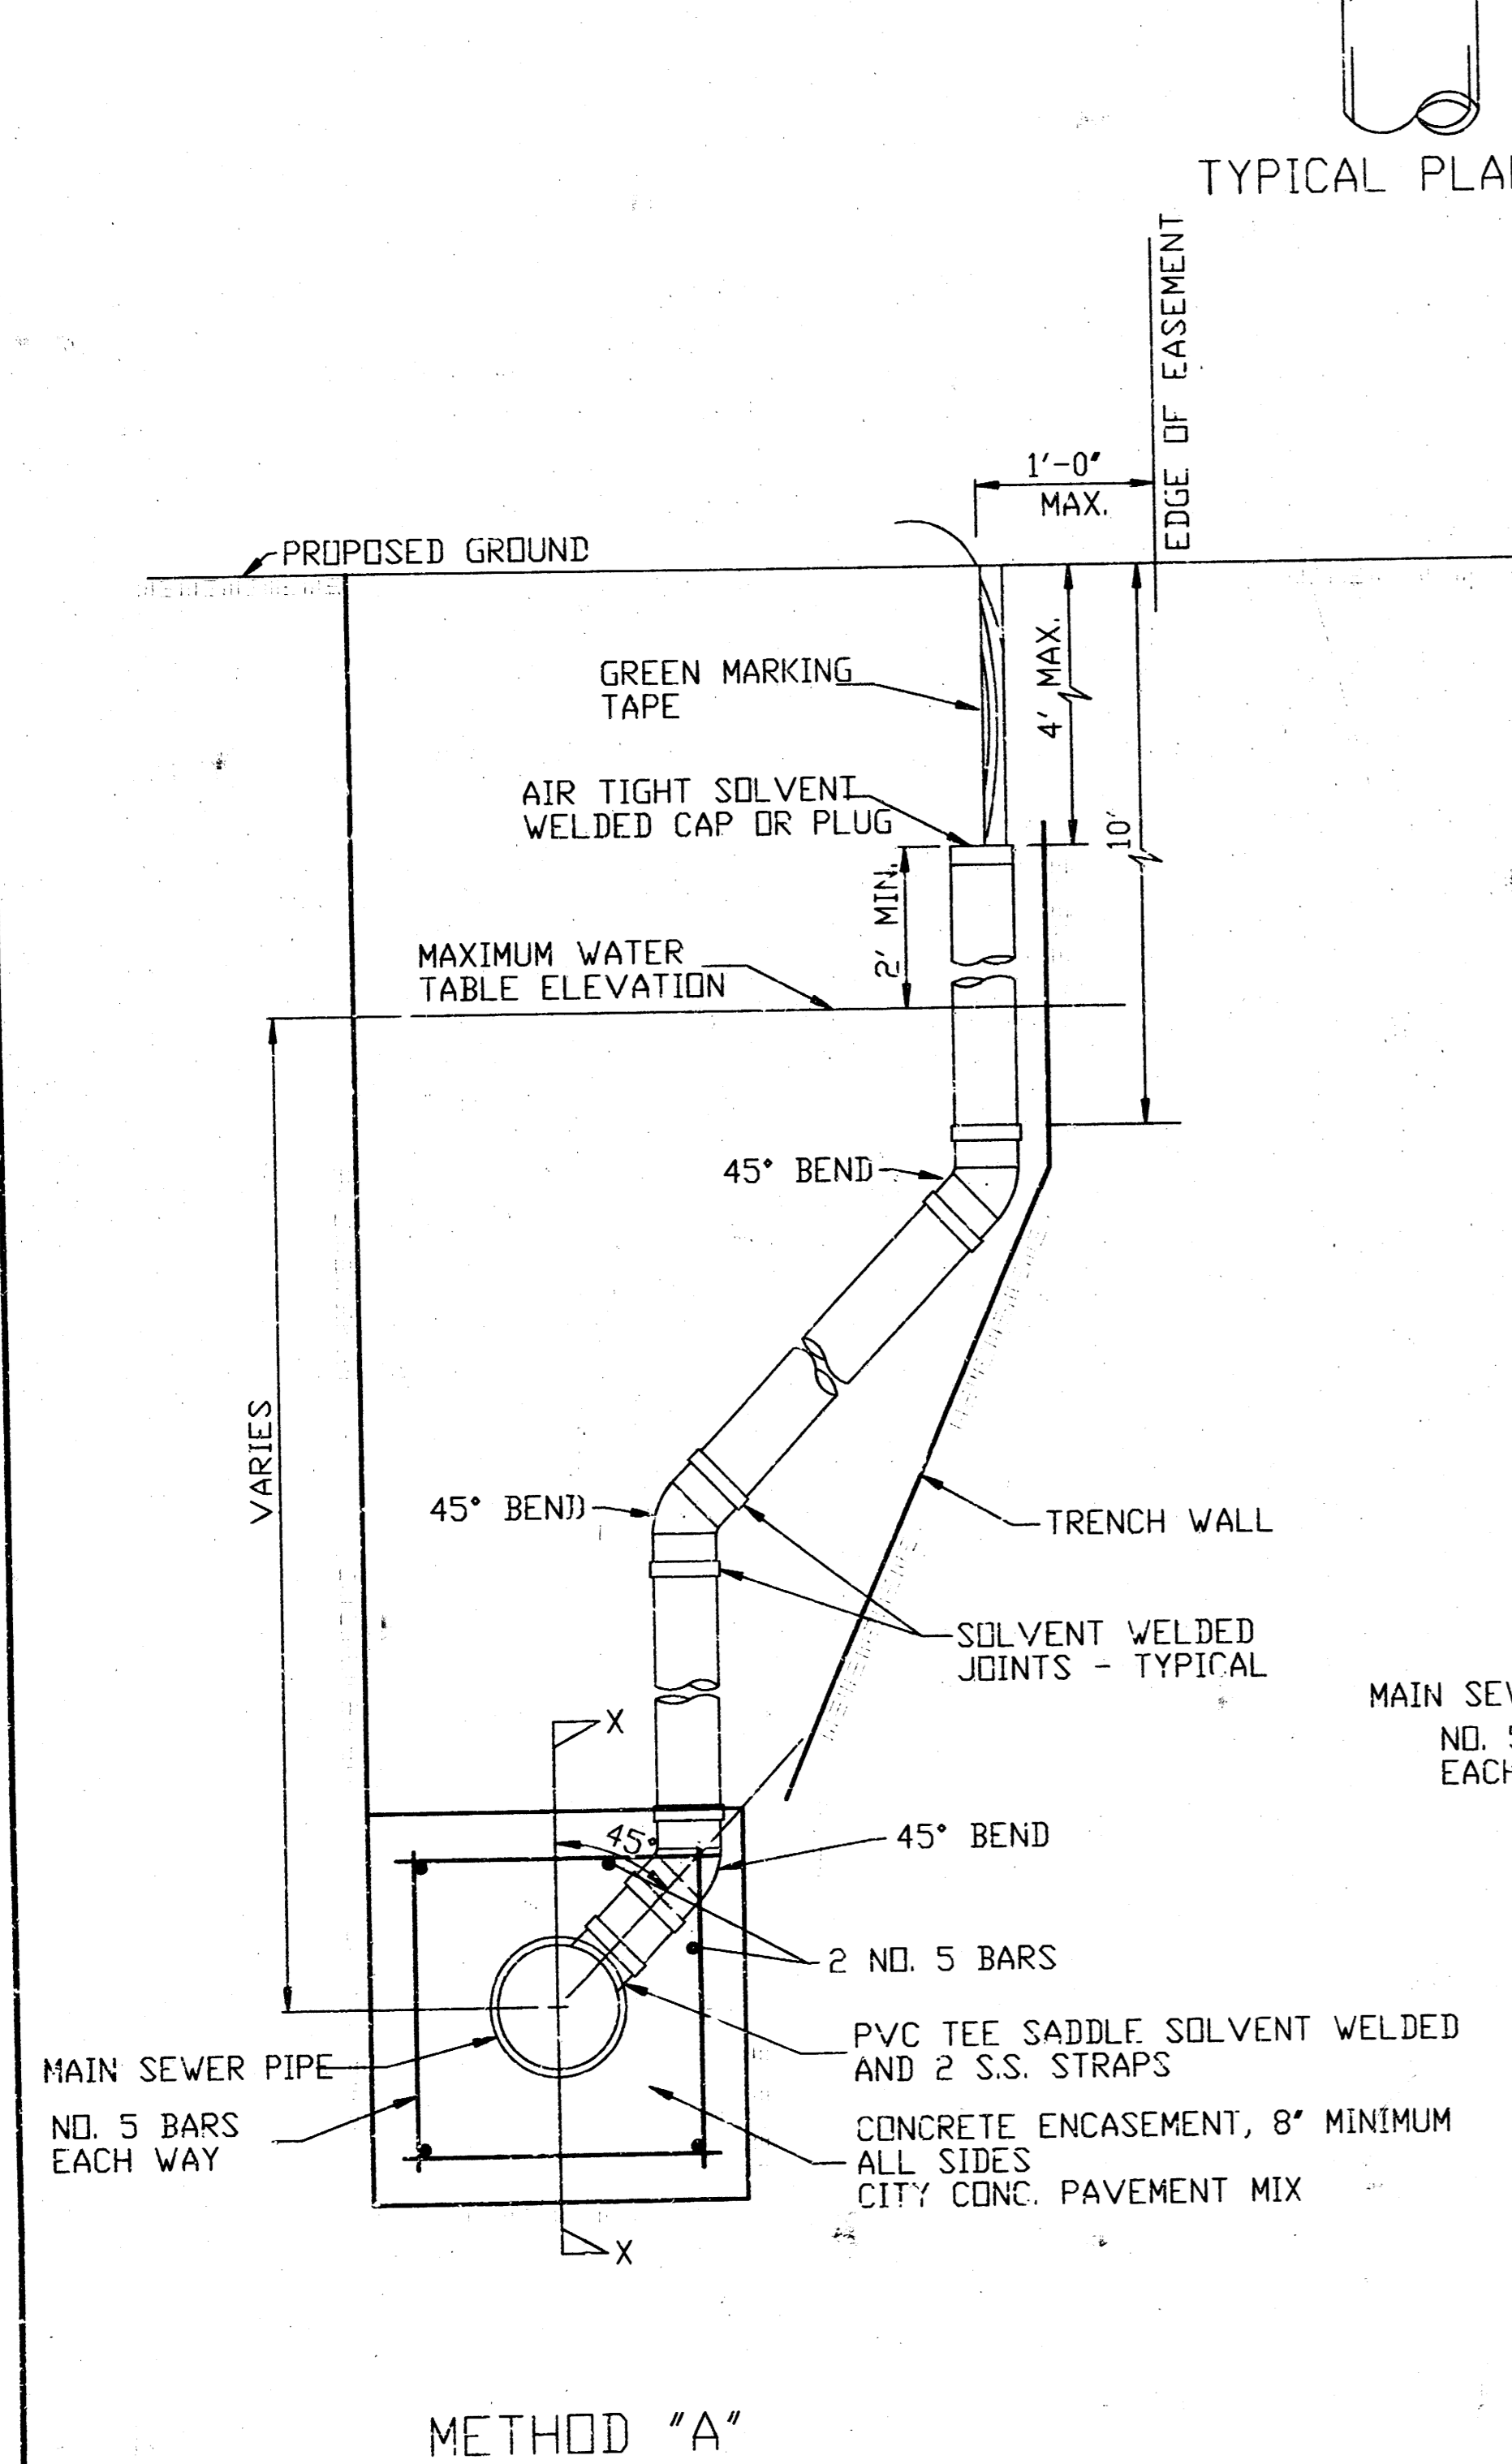 TYPICAL
EDGE OF EASEMENT
1'-0"
MAX.
PROPOSED GROUND
GREEN MARKING
TAPE
4' MAX.
AIR TIGHT SOLVENT
WELDED CAP OR PLUG
10'
2' MIN.
MAXIMUM WATER
TABLE ELEVATION
45° BEND
VARIES
45° BEND
TRENCH WALL
SOLVENT WELDED
JOINTS - TYPICAL
MAIN
NO.
X
45°
45° BEND
2 NO. 5 BARS
PVC TEE SADDLE SOLVENT WELDED
AND 2 S.S. STRAPS
MAIN SEWER PIPE
NO. 5 BARS
EACH WAY
CONCRETE ENCASEMENT, 8" MINIMUM
ALL SIDES
CITY CONC. PAVEMENT MIX
X
METHOD "A"